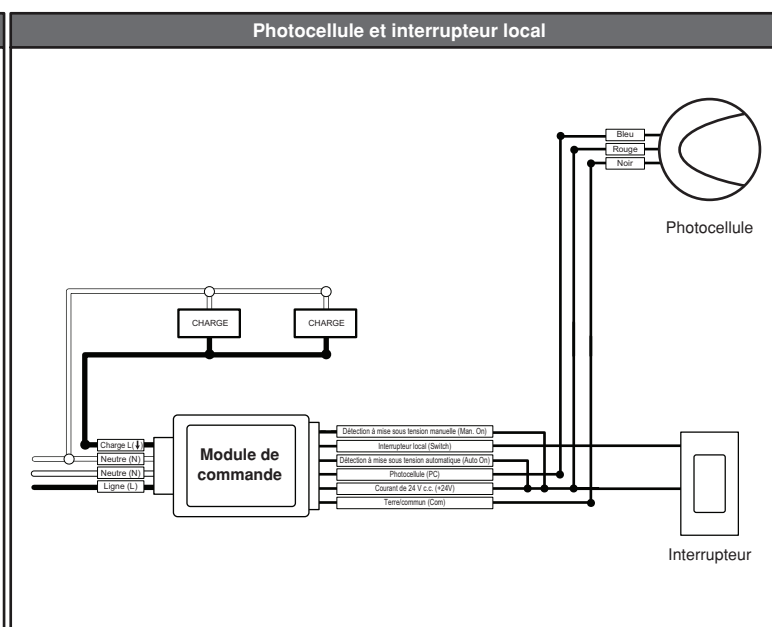 Photocellule et interrupteur local
Bleu
Rouge
Noir
Photocellule
CHARGE
CHARGE
Charge L(↓)
Neutre (N)
Neutre (N)
Ligne (L)
Module de
commande
Détection à mise sous tension manuelle (Man. On)
Interrupteur local (Switch)
Détection à mise sous tension automatique (Auto On)
Photocellule (PC)
Courant de 24 V c.c. (+24V)
Terre/commun (Com)
Interrupteur